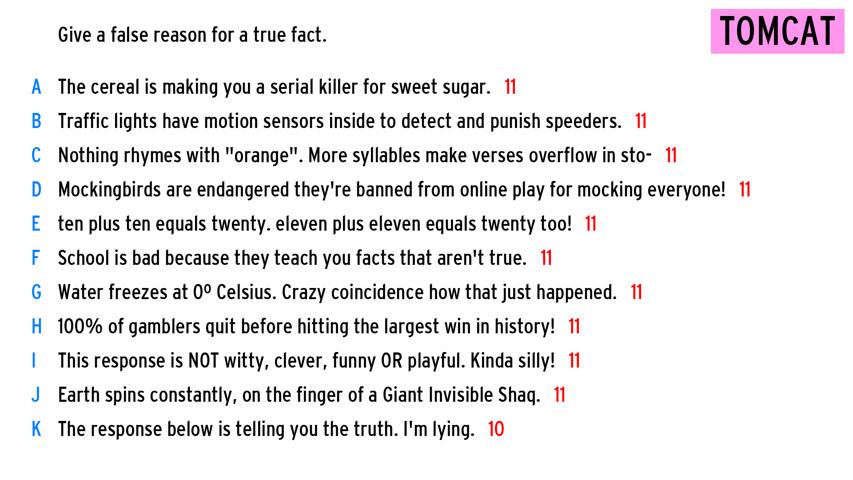 Give a false reason for a true fact.
TOMCAT
A The cereal is making you a serial killer for sweet sugar. 11
B Traffic lights have motion sensors inside to detect and punish speeders. 11
C Nothing rhymes with "orange". More syllables make verses overflow in sto- 11
D Mockingbirds are endangered they're banned from online play for mocking everyone! 11
E ten plus ten equals twenty. eleven plus eleven equals twenty too! 11
F School is bad because they teach you facts that aren't true. 11
G Water freezes at 0º Celsius. Crazy coincidence how that just happened. 11
H 100% of gamblers quit before hitting the largest win in history! 11
I This response is NOT witty, clever, funny OR playful. Kinda silly! 11
J Earth spins constantly, on the finger of a Giant Invisible Shaq. 11
K The response below is telling you the truth. I'm lying. 10